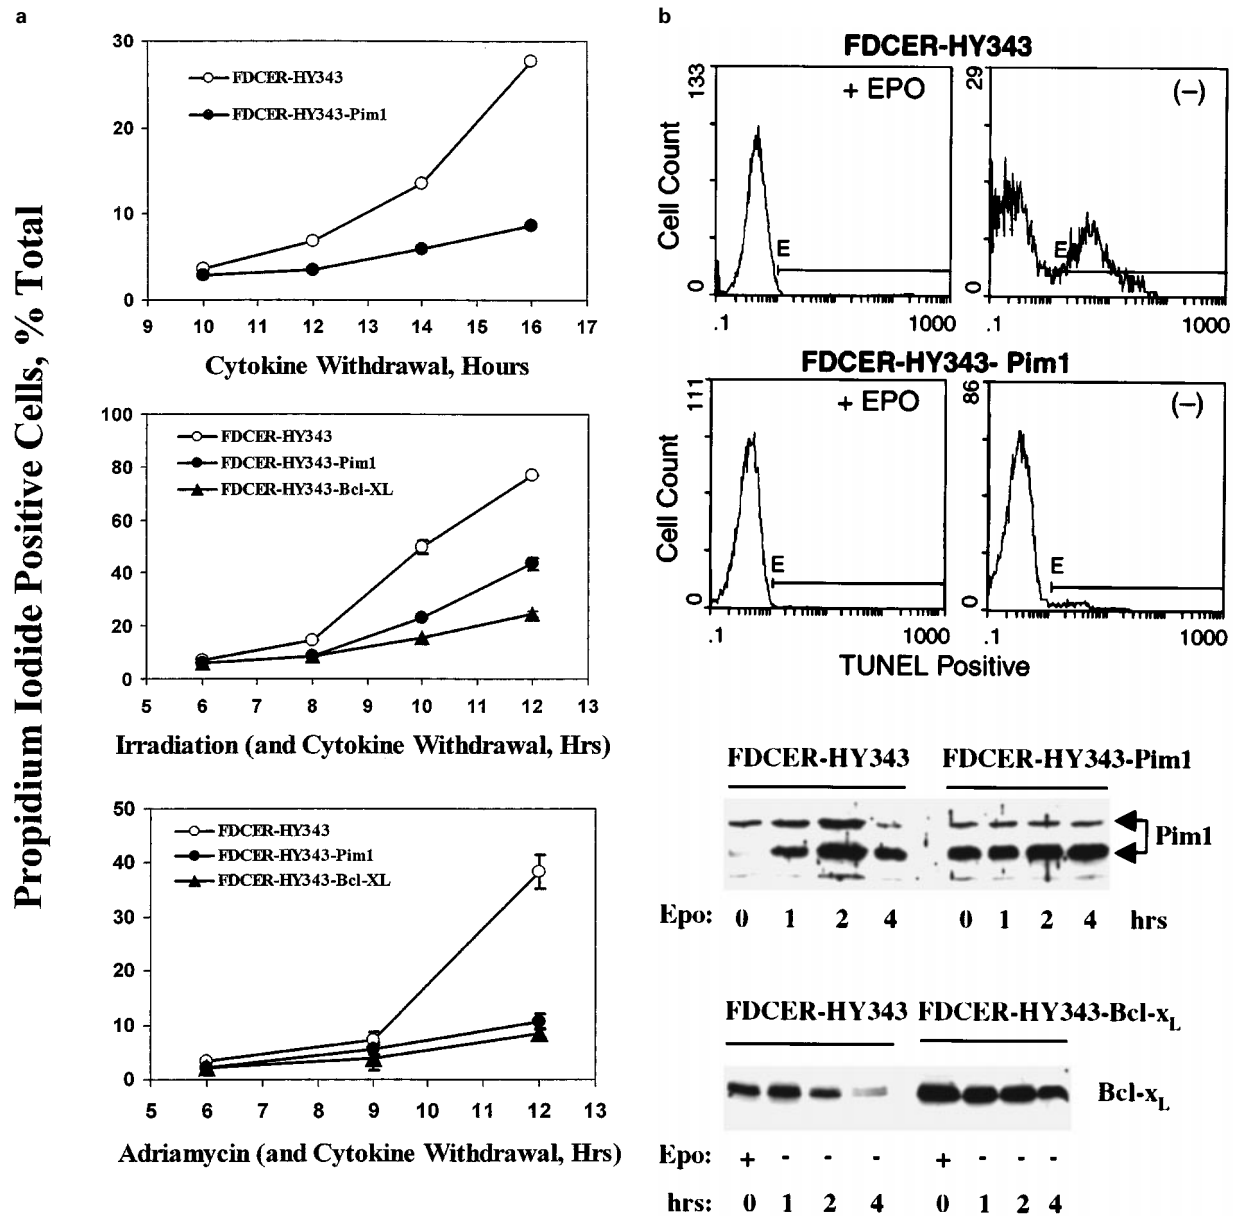 a
Propidium Iodide Positive Cells, % Total
30
20
10
0
FDCER-HY343
FDCER-HY343-Pim1
9 10 11 12 13 14 15 16 17
Cytokine Withdrawal, Hours
100
80
60
40
20
0
FDCER-HY343
FDCER-HY343-Pim1
FDCER-HY343-Bcl-XL
5 6 7 8 9 10 11 12 13
Irradiation (and Cytokine Withdrawal, Hrs)
50
40
30
20
10
0
FDCER-HY343
FDCER-HY343-Pim1
FDCER-HY343-Bcl-XL
5 6 7 8 9 10 11 12 13
Adriamycin (and Cytokine Withdrawal, Hrs)
b
FDCER-HY343
Cell Count
133
0
+ EPO
E
.1 1000
29
0
(-)
E
.1 1000
FDCER-HY343- Pim1
Cell Count
111
0
+ EPO
E
.1 1000
86
0
(-)
E
.1 1000
TUNEL Positive
FDCER-HY343 FDCER-HY343-Pim1
Pim1
Epo: 0 1 2 4 0 1 2 4 hrs
FDCER-HY343 FDCER-HY343-Bcl-xL
Bcl-xL
Epo: + - - - + - - -
hrs: 0 1 2 4 0 1 2 4